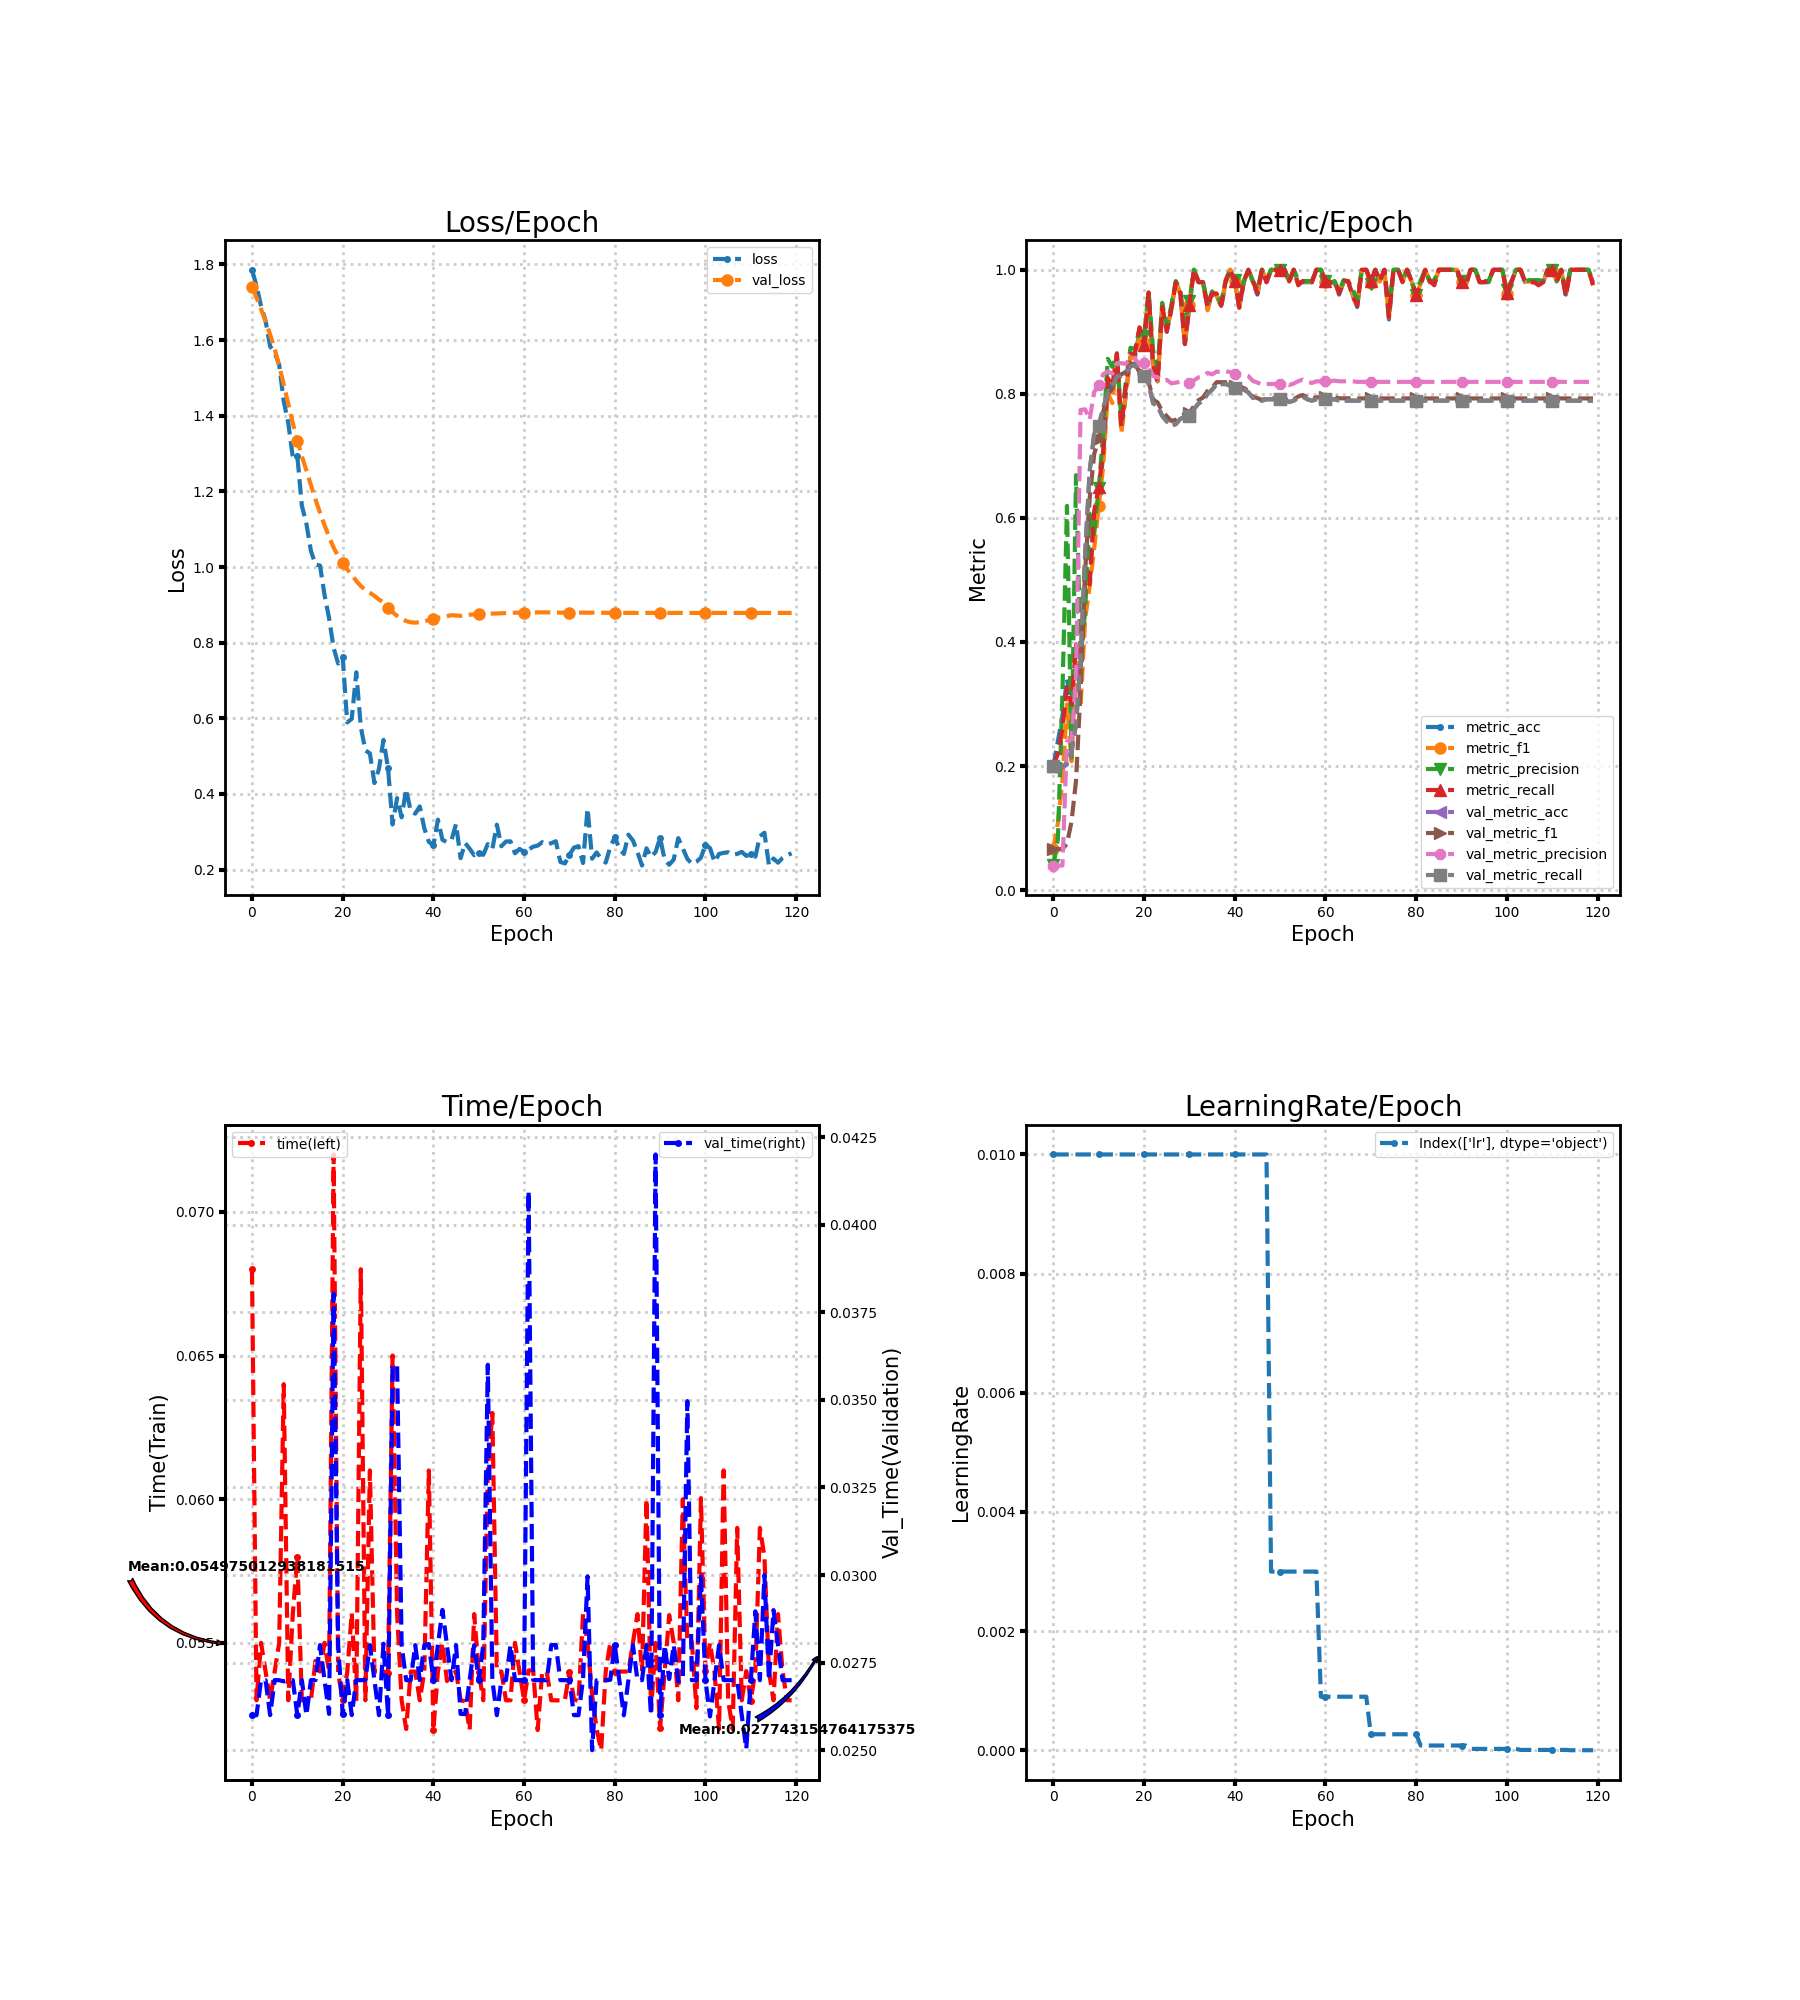 Loss/Epoch
loss
val_loss
1.8
1.6
1.4
1.2
1.0
0.8
0.6
0.4
0.2
Loss
0 20 40 60 80 100 120
Epoch
Metric/Epoch
1.0
0.8
0.6
0.4
0.2
0.0
Metric
metric_acc
metric_f1
metric_precision
metric_recall
val_metric_acc
val_metric_f1
val_metric_precision
val_metric_recall
0 20 40 60 80 100 120
Epoch
Time/Epoch
time(left)
val_time(right)
0.070
0.065
0.060
0.055
Time(Train)
Mean:0.054975012938181515
0.0425
0.0400
0.0375
0.0350
0.0325
0.0300
0.0275
0.0250
Val_Time(Validation)
Mean:0.027743154764175375
0 20 40 60 80 100 120
Epoch
LearningRate/Epoch
Index(['lr'], dtype='object')
0.010
0.008
0.006
0.004
0.002
0.000
LearningRate
0 20 40 60 80 100 120
Epoch